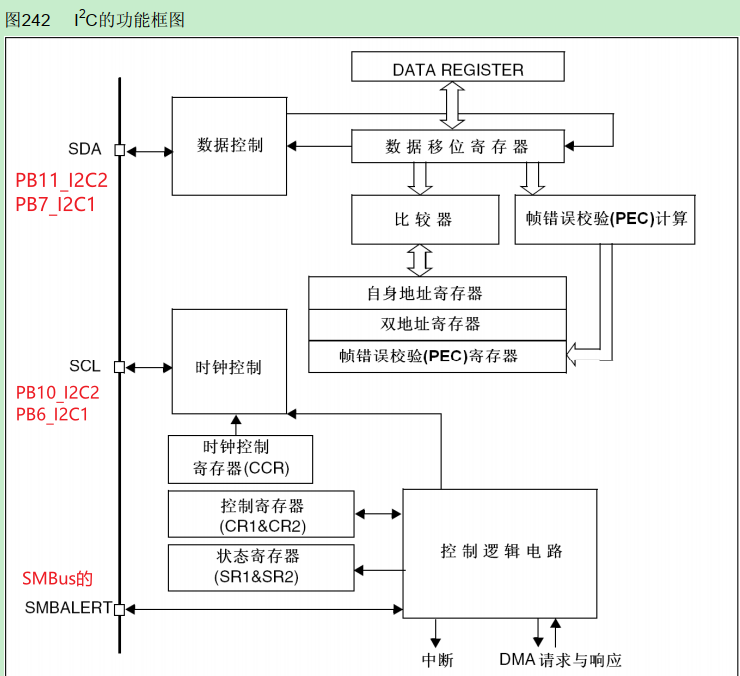 图242 I²C的功能框图
DATA REGISTER
SDA
数据控制
数据移位寄存器
PB11_I2C2
PB7_I2C1
比较器
帧错误校验(PEC)计算
自身地址寄存器
双地址寄存器
帧错误校验(PEC)寄存器
SCL
时钟控制
PB10_I2C2
PB6_I2C1
时钟控制
寄存器(CCR)
控制寄存器
(CR1&CR2)
控制逻辑电路
状态寄存器
(SR1&SR2)
SMBus的
SMBALERT
中断
DMA 请求与响应